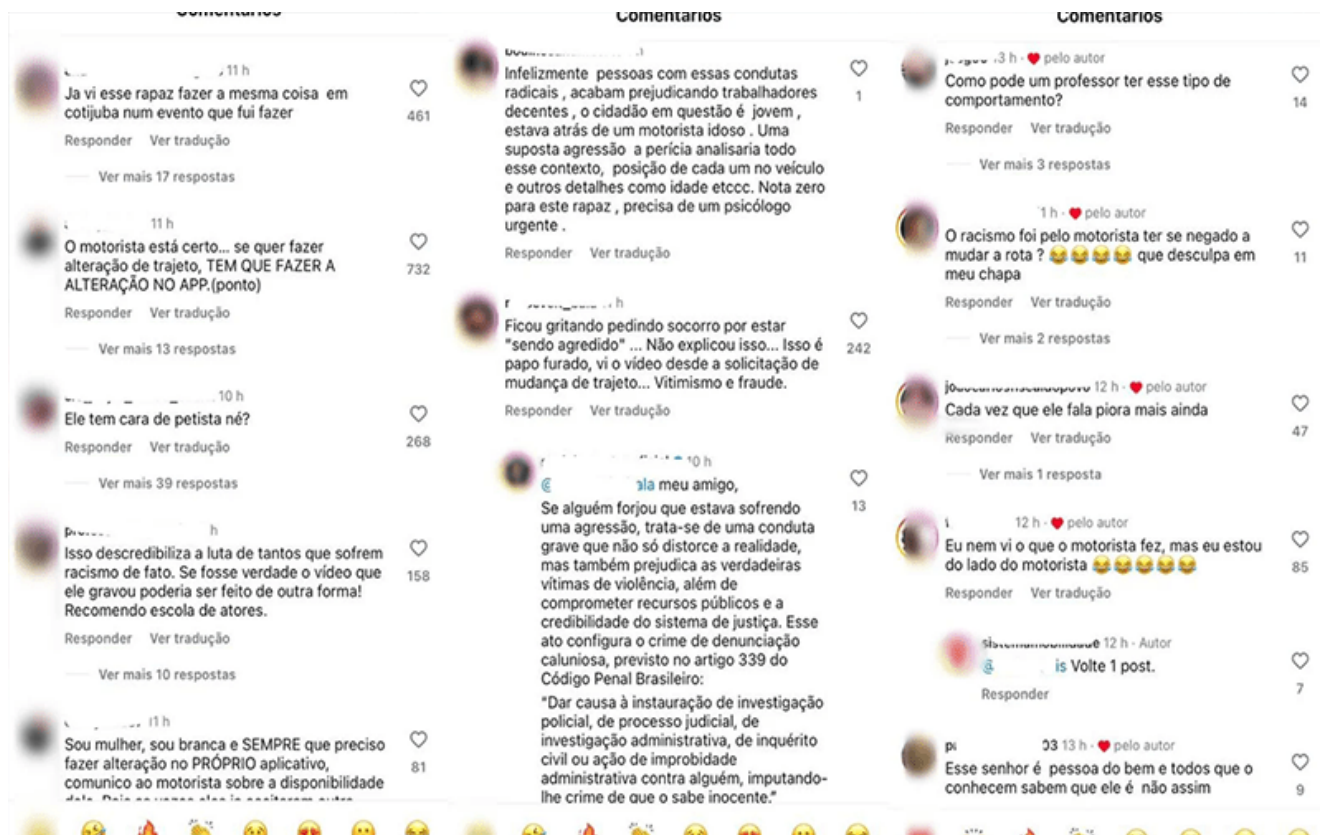 Comentários
11 h
Ja vi esse rapaz fazer a mesma coisa em
cotijuba num evento que fui fazer
461
Responder Ver tradução
Ver mais 17 respostas
11 h
O motorista está certo... se quer fazer
alteração de trajeto, TEM QUE FAZER A
ALTERAÇÃO NO APP.(ponto)
732
Responder Ver tradução
Ver mais 13 respostas
10 h
Ele tem cara de petista né?
268
Responder Ver tradução
Ver mais 39 respostas
h
Isso descredibiliza a luta de tantos que sofrem
racismo de fato. Se fosse verdade o vídeo que
ele gravou poderia ser feito de outra forma!
Recomendo escola de atores.
158
Responder Ver tradução
Ver mais 10 respostas
11 h
Sou mulher, sou branca e SEMPRE que preciso
fazer alteração no PRÓPRIO aplicativo,
comunico ao motorista sobre a disponibilidade
81
Comentários
Infelizmente pessoas com essas condutas
radicais , acabam prejudicando trabalhadores
decentes , o cidadão em questão é jovem ,
estava atrás de um motorista idoso . Uma
suposta agressão a perícia analisaria todo
esse contexto, posição de cada um no veículo
e outros detalhes como idade etccc. Nota zero
para este rapaz , precisa de um psicólogo
urgente .
1
Responder Ver tradução
h
Ficou gritando pedindo socorro por estar
"sendo agredido" ... Não explicou isso... Isso é
papo furado, vi o vídeo desde a solicitação de
mudança de trajeto... Vitimismo e fraude.
242
Responder Ver tradução
10 h
@ ala meu amigo,
Se alguém forjou que estava sofrendo
uma agressão, trata-se de uma conduta
grave que não só distorce a realidade,
mas também prejudica as verdadeiras
vítimas de violência, além de
comprometer recursos públicos e a
credibilidade do sistema de justiça. Esse
ato configura o crime de denunciação
caluniosa, previsto no artigo 339 do
Código Penal Brasileiro:
"Dar causa à instauração de investigação
policial, de processo judicial, de
investigação administrativa, de inquérito
civil ou ação de improbidade
administrativa contra alguém, imputando-
lhe crime de que o sabe inocente."
13
Comentários
13 h · ❤ pelo autor
Como pode um professor ter esse tipo de
comportamento?
14
Responder Ver tradução
Ver mais 3 respostas
1 h · ❤ pelo autor
O racismo foi pelo motorista ter se negado a
mudar a rota ? 😂😂😂😂 que desculpa em
meu chapa
11
Responder Ver tradução
Ver mais 2 respostas
12 h · ❤ pelo autor
Cada vez que ele fala piora mais ainda
47
Responder Ver tradução
Ver mais 1 resposta
12 h · ❤ pelo autor
Eu nem vi o que o motorista fez, mas eu estou
do lado do motorista 😂😂😂😂😂
85
Responder Ver tradução
12 h · Autor
@ is Volte 1 post.
7
Responder
03 13 h · ❤ pelo autor
Esse senhor é pessoa do bem e todos que o
conhecem sabem que ele é não assim
9